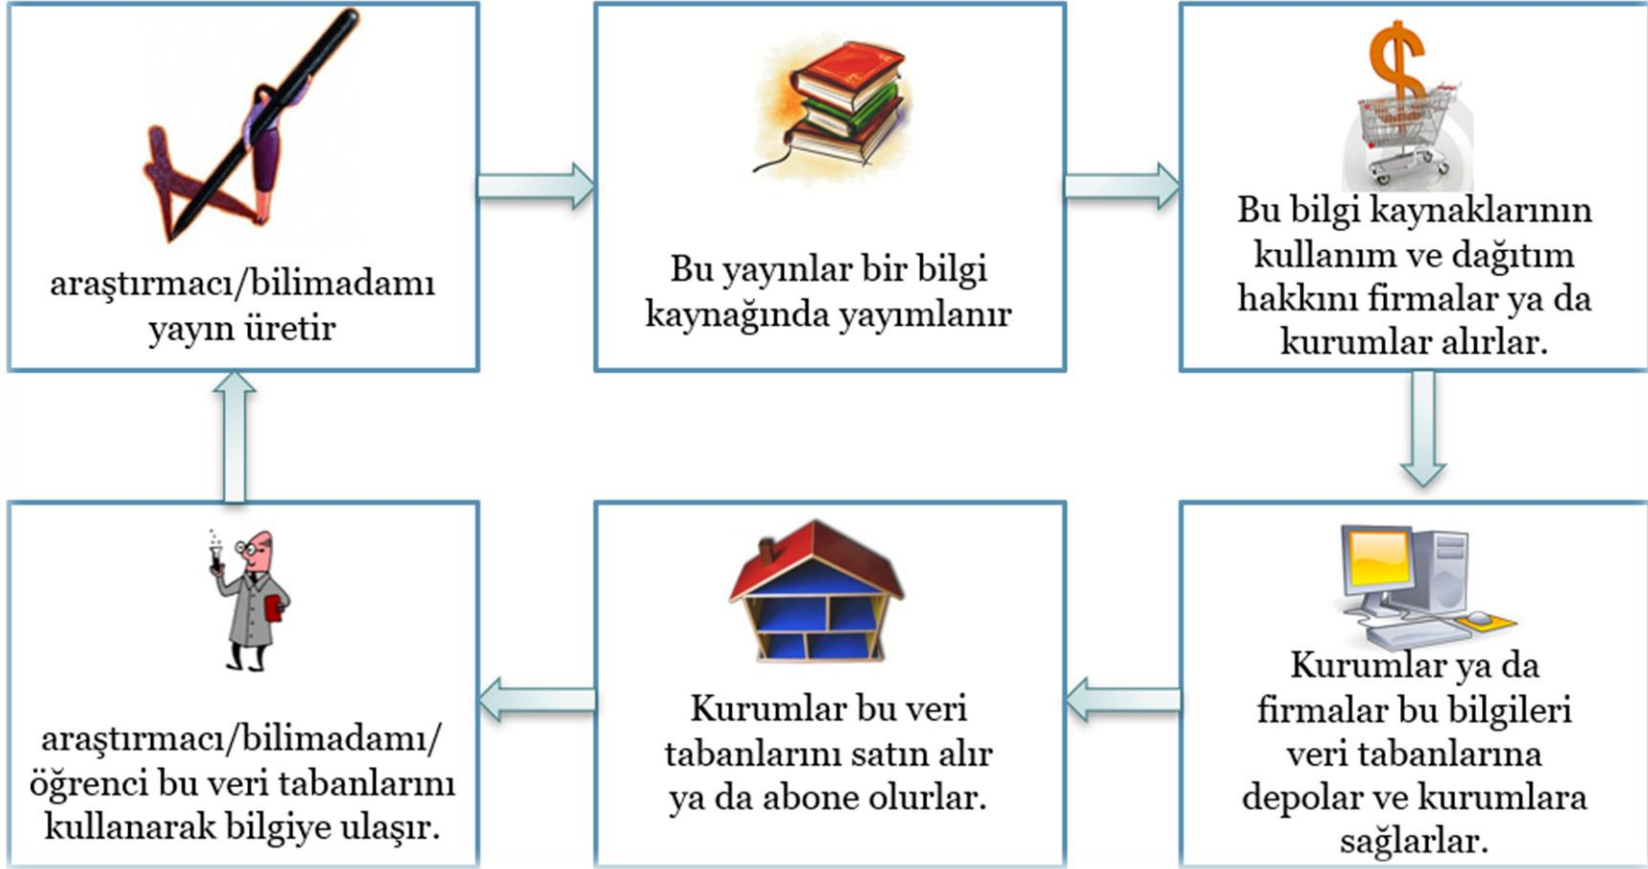 araştırmacı/bilimadamı
yayın üretir
Bu yayınlar bir bilgi
kaynağında yayımlanır
Bu bilgi kaynaklarının
kullanım ve dağıtım
hakkını firmalar ya da
kurumlar alırlar.
Kurumlar ya da
firmalar bu bilgileri
veri tabanlarına
depolar ve kurumlara
sağlarlar.
Kurumlar bu veri
tabanlarını satın alır
ya da abone olurlar.
araştırmacı/bilimadamı/
öğrenci bu veri tabanlarını
kullanarak bilgiye ulaşır.